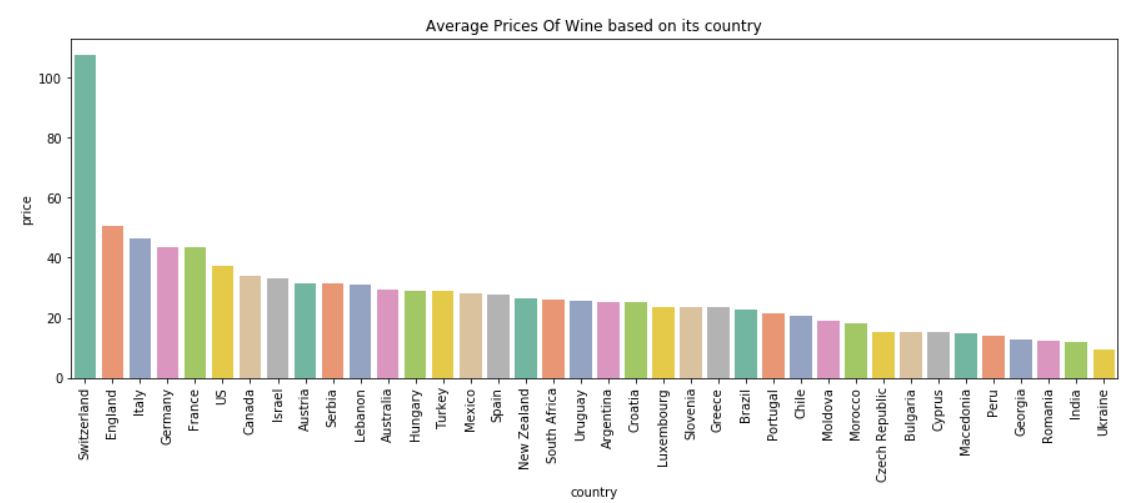 Average Prices Of Wine based on its country
price
100
80
60
40
20
0
Switzerland
England
Italy
Germany
France
US
Canada
Israel
Austria
Serbia
Lebanon
Australia
Hungary
Turkey
Mexico
Spain
New Zealand
South Africa
Uruguay
Argentina
Croatia
Luxembourg
Slovenia
Greece
Brazil
Portugal
Chile
Moldova
Morocco
Czech Republic
Bulgaria
Cyprus
Macedonia
Peru
Georgia
Romania
India
Ukraine
country